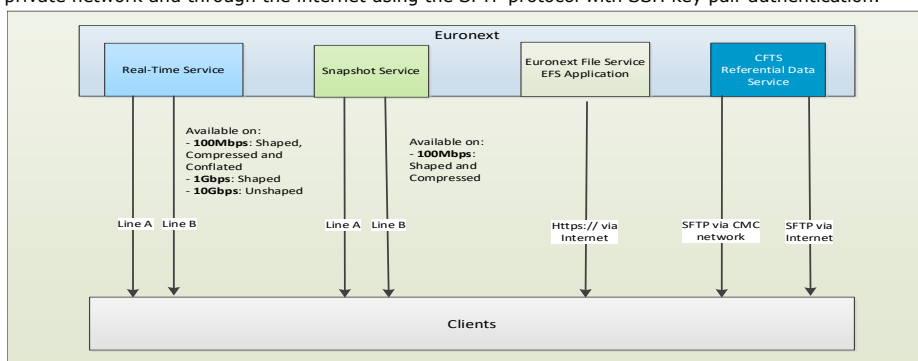 private network and through the internet using the SFTP protocol with SSH key pair authentication.
Euronext
Real-Time Service
Snapshot Service
Euronext File Service
EFS Application
CFTS
Referential Data
Service
Available on:
- 100Mbps: Shaped,
Compressed and
Conflated
- 1Gbps: Shaped
- 10Gbps: Unshaped
Available on:
- 100Mbps:
Shaped and
Compressed
Line A
Line B
Line A
Line B
Https:// via
Internet
SFTP via CMC
network
SFTP via
Internet
Clients